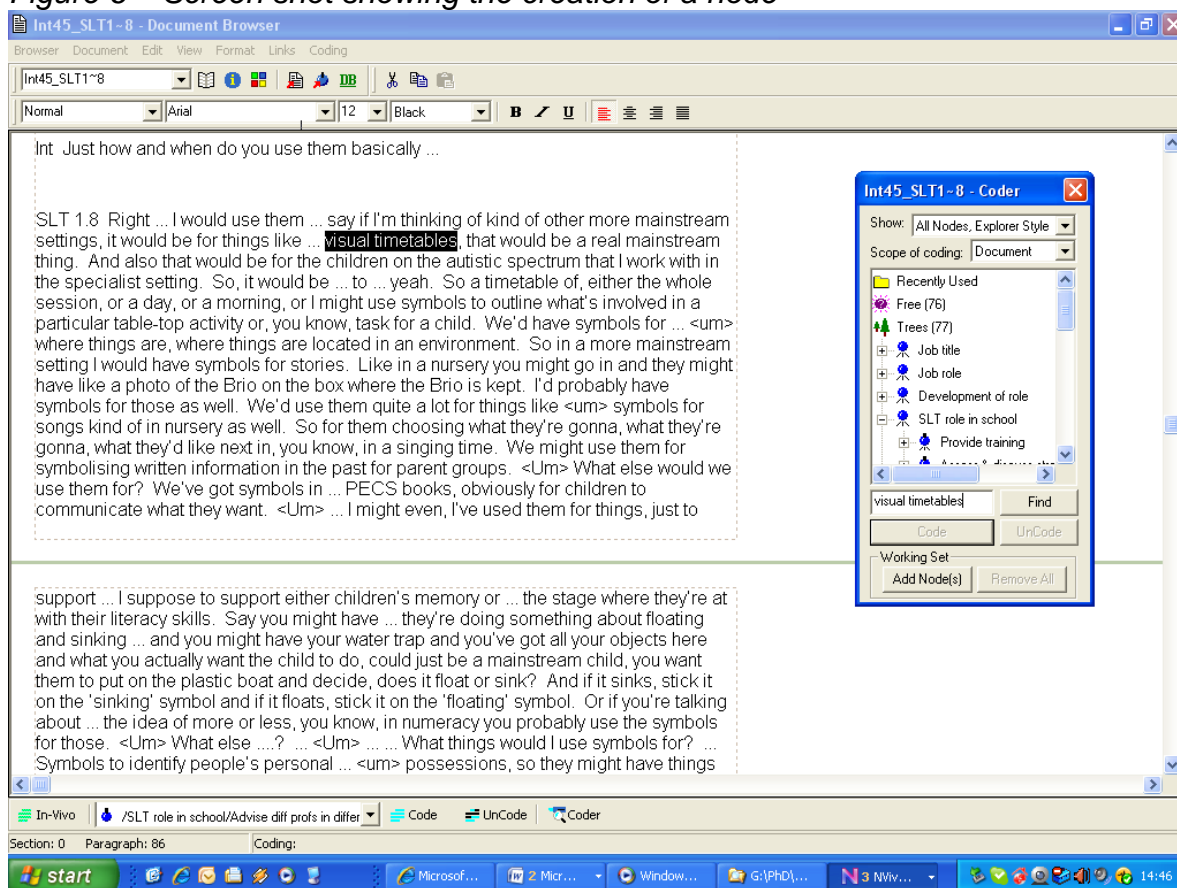 Figure 8 – Screen shot showing the creation of a node
Int45_SLT1~8 - Document Browser
Browser Document Edit View Format Links Coding
Int45_SLT1~8 DB
Normal Arial 12 Black B I U
Int Just how and when do you use them basically ...
SLT 1.8 Right ... I would use them ... say if I'm thinking of kind of other more mainstream
settings, it would be for things like ... visual timetables, that would be a real mainstream
thing. And also that would be for the children on the autistic spectrum that I work with in
the specialist setting. So, it would be ... to ... yeah. So a timetable of, either the whole
session, or a day, or a morning, or I might use symbols to outline what's involved in a
particular table-top activity or, you know, task for a child. We'd have symbols for ... <um>
where things are, where things are located in an environment. So in a more mainstream
setting I would have symbols for stories. Like in a nursery you might go in and they might
have like a photo of the Brio on the box where the Brio is kept. I'd probably have
symbols for those as well. We'd use them quite a lot for things like <um> symbols for
songs kind of in nursery as well. So for them choosing what they're gonna, what they're
gonna, what they'd like next in, you know, in a singing time. We might use them for
symbolising written information in the past for parent groups. <Um> What else would we
use them for? We've got symbols in ... PECS books, obviously for children to
communicate what they want. <Um> ... I might even, I've used them for things, just to
support ... I suppose to support either children's memory or ... the stage where they're at
with their literacy skills. Say you might have ... they're doing something about floating
and sinking ... and you might have your water trap and you've got all your objects here
and what you actually want the child to do, could just be a mainstream child, you want
them to put on the plastic boat and decide, does it float or sink? And if it sinks, stick it
on the 'sinking' symbol and if it floats, stick it on the 'floating' symbol. Or if you're talking
about ... the idea of more or less, you know, in numeracy you probably use the symbols
for those. <Um> What else ....? ... <Um> ... ... What things would I use symbols for? ...
Symbols to identify people's personal ... <um> possessions, so they might have things
Int45_SLT1~8 - Coder
Show: All Nodes, Explorer Style
Scope of coding: Document
Recently Used
Free (76)
Trees (77)
Job title
Job role
Development of role
SLT role in school
Provide training
visual timetables Find
Code UnCode
Working Set
Add Node(s) Remove All
In-Vivo /SLT role in school/Advise diff profs in differ Code UnCode Coder
Section: 0 Paragraph: 86 Coding:
start Microsof... 2 Micr... Window... G:\PhD\... 3 NViv... 14:46